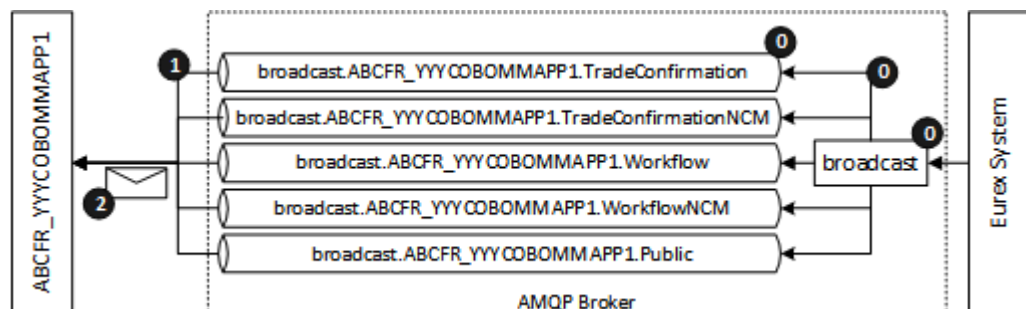 ABCFR_YYYCOBOMMAPP1
1
0
broadcast.ABCFR_YYYCOBOMMAPP1.TradeConfirmation
0
broadcast.ABCFR_YYYCOBOMMAPP1.TradeConfirmationNCM
0
broadcast.ABCFR_YYYCOBOMMAPP1.Workflow
broadcast
2
broadcast.ABCFR_YYYCOBOMMAPP1.WorkflowNCM
broadcast.ABCFR_YYYCOBOMMAPP1.Public
AMQP Broker
Eurex System